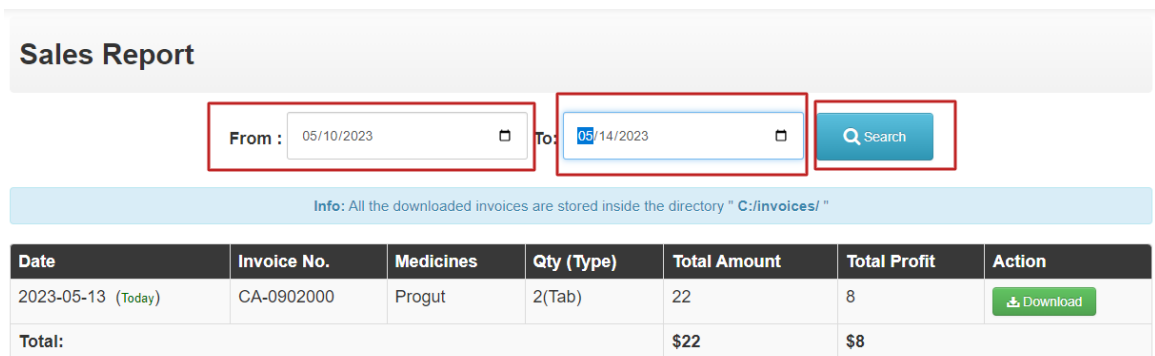 Sales Report
From : 05/10/2023 To: 05/14/2023 Search
Info: All the downloaded invoices are stored inside the directory " C:/invoices/ "
Date Invoice No. Medicines Qty (Type) Total Amount Total Profit Action
2023-05-13 (Today) CA-0902000 Progut 2(Tab) 22 8 Download
Total: $22 $8